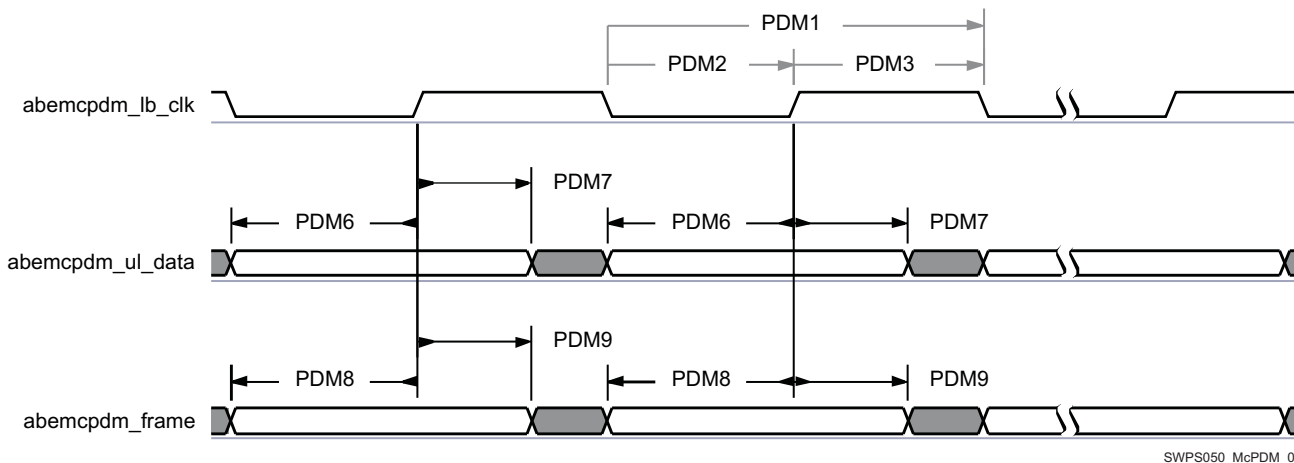 PDM1
PDM2 PDM3
abemcpdm_lb_clk
PDM7
PDM6 PDM6 PDM7
abemcpdm_ul_data
PDM9
PDM8 PDM8 PDM9
abemcpdm_frame
SWPS050_McPDM_0